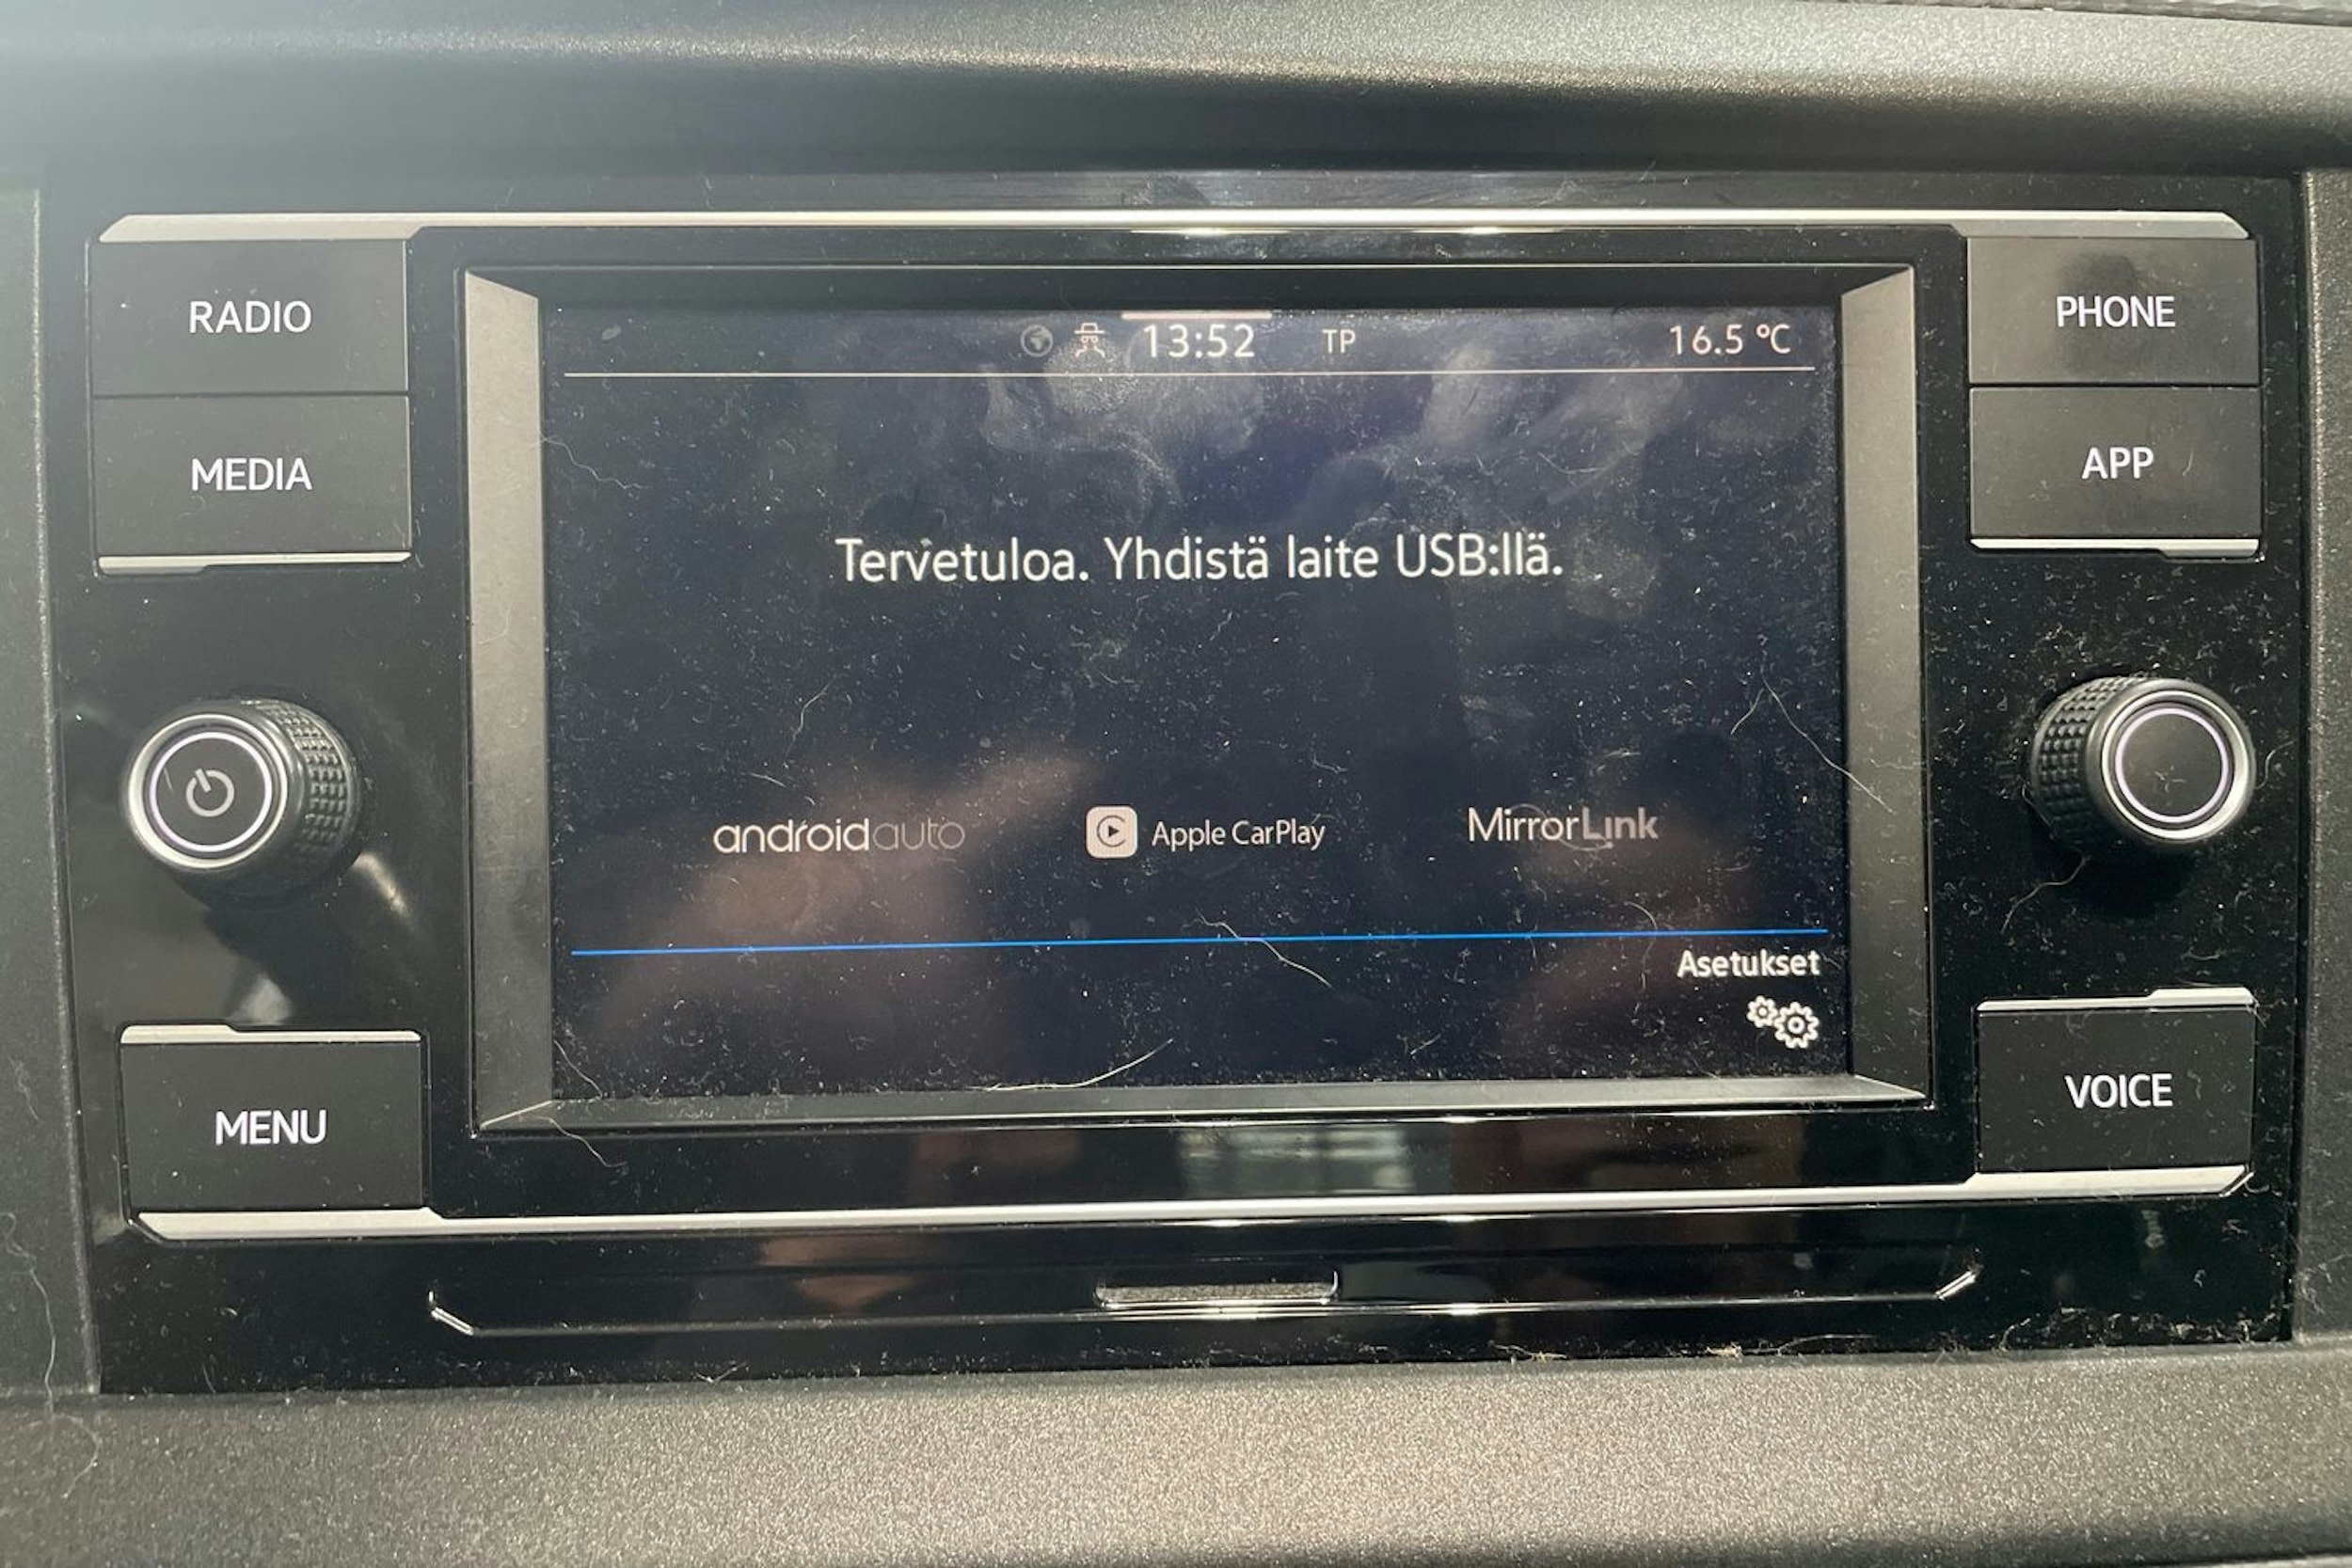 RADIO
MEDIA
MENU
13:52 TP 16.5 °C
Tervetuloa. Yhdistä laite USB:llä.
androidauto Apple CarPlay MirrorLink
Asetukset
PHONE
APP
VOICE